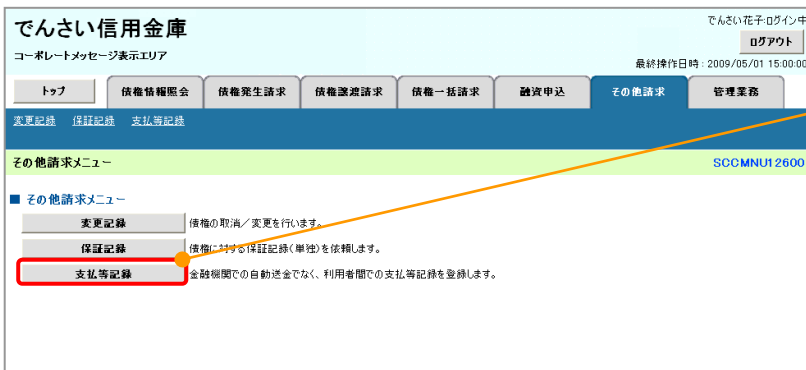 でんさい信用金庫
コーポレートメッセージ表示エリア
でんさい花子:ログイン中
ログアウト
最終操作日時:2009/05/01 15:00:00
トップ 債権情報照会 債権発生請求 債権譲渡請求 債権一括請求 融資申込 その他請求 管理業務
変更記録 保証記録 支払等記録
その他請求メニュー SCCMNU12600
■ その他請求メニュー
変更記録 債権の取消/変更を行います。
保証記録 債権に対する保証記録(単独)を依頼します。
支払等記録 金融機関での自動送金でなく、利用者間での支払等記録を登録します。